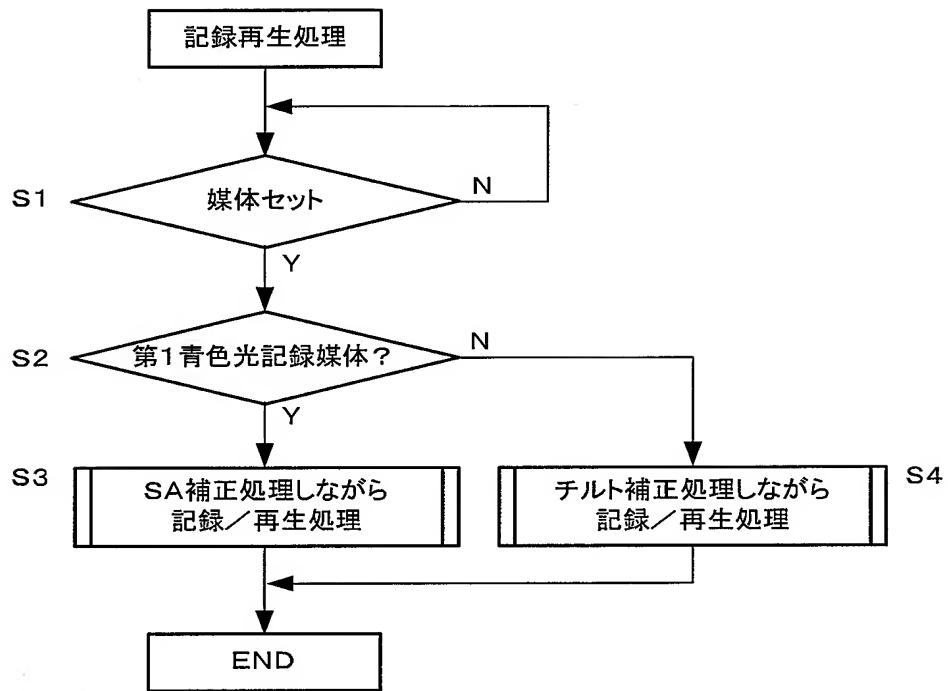 記録再生処理
S1
媒体セット
N
Y
S2
第1青色光記録媒体？
N
Y
S3
SA補正処理しながら
記録／再生処理
チルト補正処理しながら
記録／再生処理
S4
END